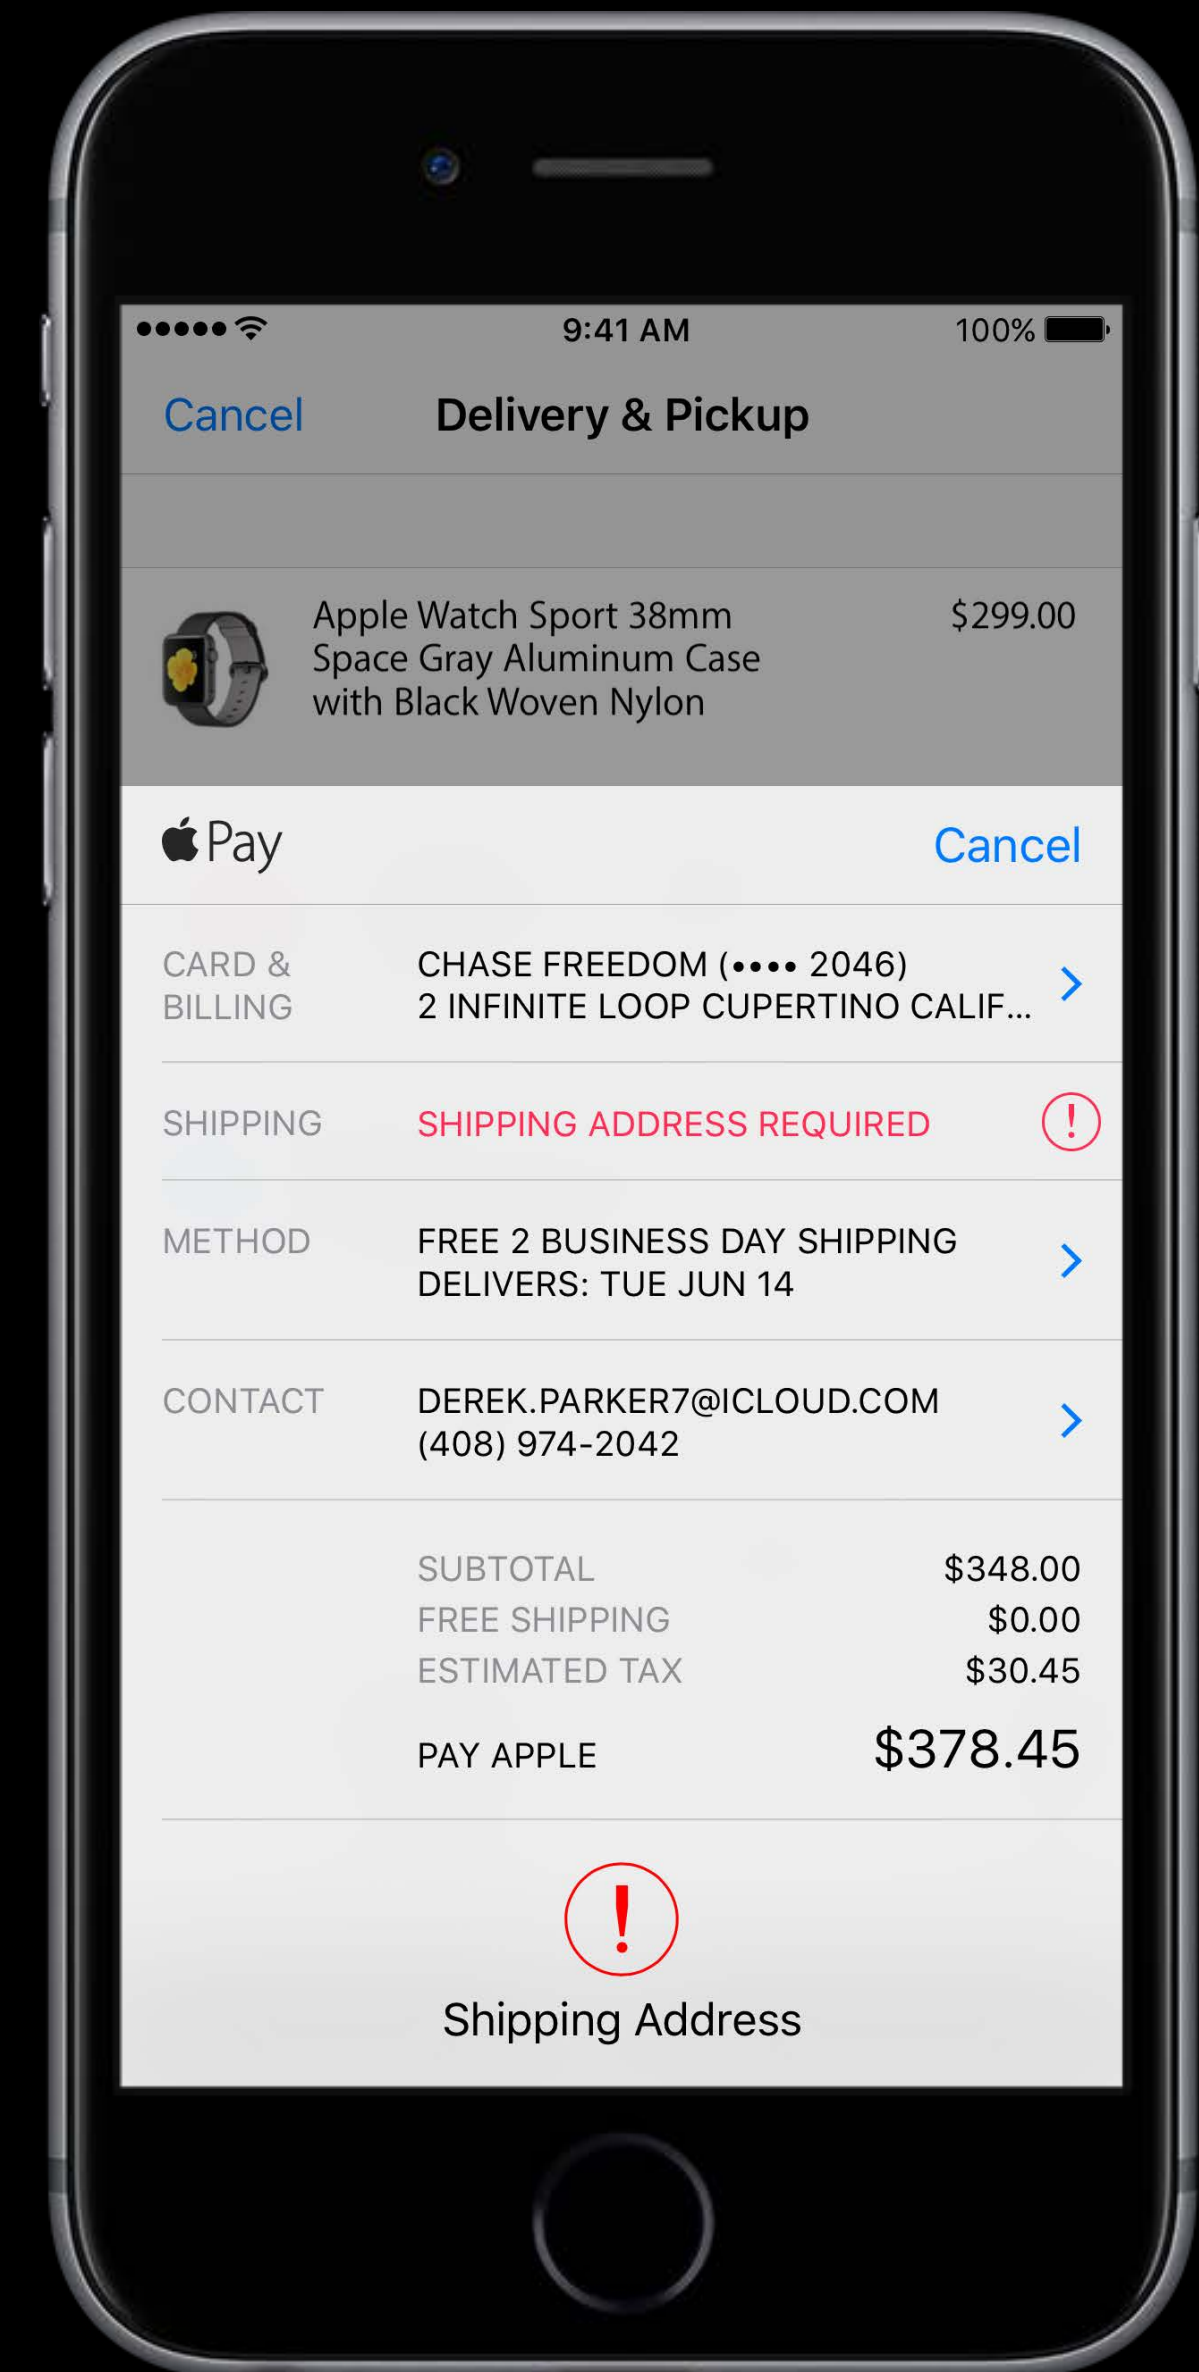 9:41 AM
100%
Cancel
Delivery & Pickup
Apple Watch Sport 38mm
$299.00
Space Gray Aluminum Case
with Black Woven Nylon
Pay
Cancel
CARD &
BILLING
CHASE FREEDOM (•••• 2046)
2 INFINITE LOOP CUPERTINO CALIF...
SHIPPING
SHIPPING ADDRESS REQUIRED
!
METHOD
FREE 2 BUSINESS DAY SHIPPING
DELIVERS: TUE JUN 14
CONTACT
DEREK.PARKER7@ICLOUD.COM
(408) 974-2042
SUBTOTAL
$348.00
FREE SHIPPING
$0.00
ESTIMATED TAX
$30.45
PAY APPLE
$378.45
!
Shipping Address